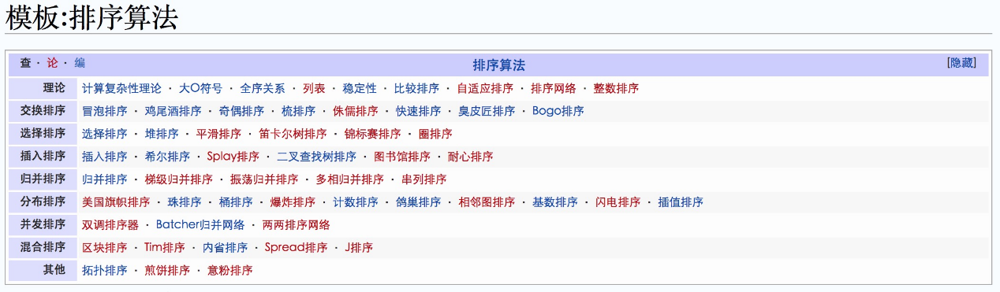 模板:排序算法
查 · 论 · 编 排序算法 [隐藏]
理论 计算复杂性理论 · 大O符号 · 全序关系 · 列表 · 稳定性 · 比较排序 · 自适应排序 · 排序网络 · 整数排序
交换排序 冒泡排序 · 鸡尾酒排序 · 奇偶排序 · 梳排序 · 侏儒排序 · 快速排序 · 臭皮匠排序 · Bogo排序
选择排序 选择排序 · 堆排序 · 平滑排序 · 笛卡尔树排序 · 锦标赛排序 · 圈排序
插入排序 插入排序 · 希尔排序 · Splay排序 · 二叉查找树排序 · 图书馆排序 · 耐心排序
归并排序 归并排序 · 梯级归并排序 · 振荡归并排序 · 多相归并排序 · 串列排序
分布排序 美国旗帜排序 · 珠排序 · 桶排序 · 爆炸排序 · 计数排序 · 鸽巢排序 · 相邻图排序 · 基数排序 · 闪电排序 · 插值排序
并发排序 双调排序器 · Batcher归并网络 · 两两排序网络
混合排序 区块排序 · Tim排序 · 内省排序 · Spread排序 · J排序
其他 拓扑排序 · 煎饼排序 · 意粉排序